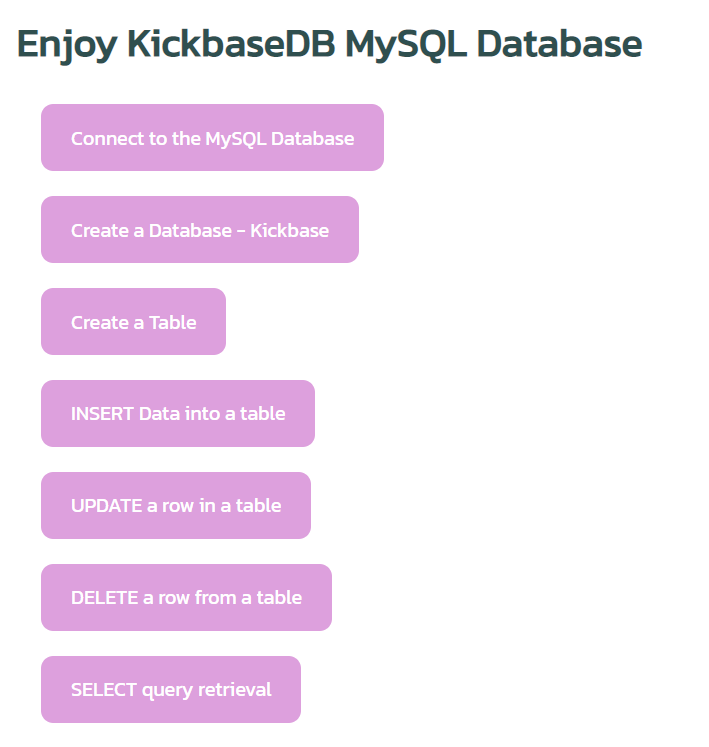 Enjoy KickbaseDB MySQL Database
Connect to the MySQL Database
Create a Database - Kickbase
Create a Table
INSERT Data into a table
UPDATE a row in a table
DELETE a row from a table
SELECT query retrieval